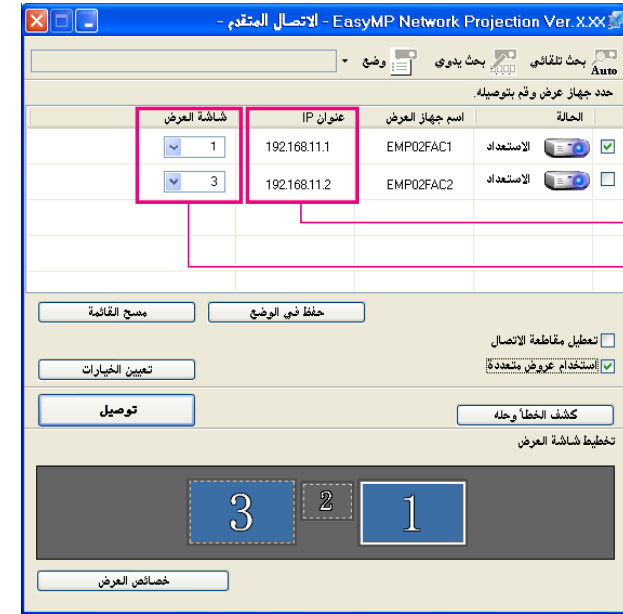 EasyMP Network Projection Ver.X.XX - الاتصال المتقدم -
بحث تلقائي Auto بحث يدوي وضع -
حدد جهاز عرض وقم بتوصيله.
الحالة اسم جهاز العرض عنوان IP شاشة العرض
الاستعداد EMP02FAC1 192.168.11.1 1
الاستعداد EMP02FAC2 192.168.11.2 3
حفظ في الوضع مسح القائمة
تعطيل مقاطعة الاتصال
استخدام عروض متعددة تعيين الخيارات
كشف الخطأ وحله توصيل
تخطيط شاشة العرض
3 2 1
خصائص العرض